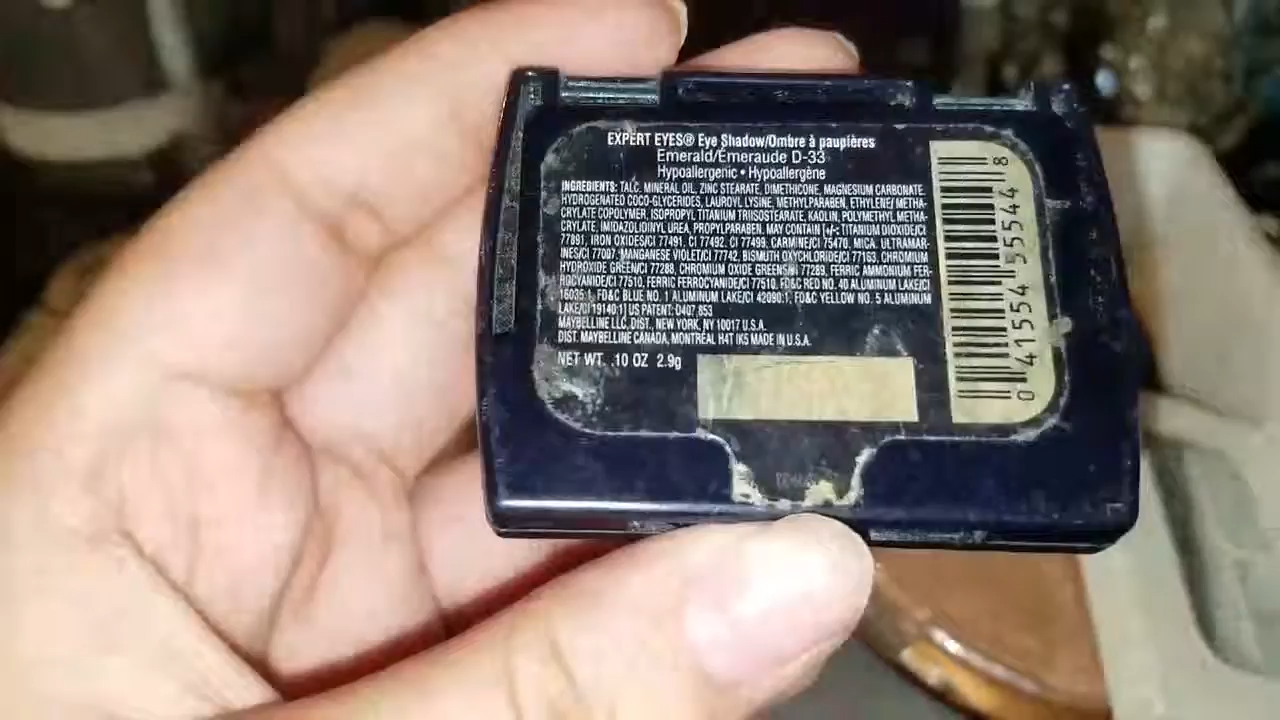 EXPERT EYES® Eye Shadow/Ombre à paupières
Emerald/Émeraude D-33
Hypoallergenic • Hypoallergène
INGREDIENTS: TALC, MINERAL OIL, ZINC STEARATE, DIMETHICONE, MAGNESIUM CARBONATE,
HYDROGENATED COCO-GLYCERIDES, LAUROYL LYSINE, METHYLPARABEN, ETHYLENE/METHA-
CRYLATE COPOLYMER, ISOPROPYL TITANIUM TRIISOSTEARATE, KAOLIN, POLYMETHYL METHA-
CRYLATE, IMIDAZOLIDINYL UREA, PROPYLPARABEN, MAY CONTAIN [+/-: TITANIUM DIOXIDE/CI
77891, IRON OXIDES/CI 77491, CI 77492, CI 77499, CARMINE/CI 75470, MICA, ULTRAMAR-
INES/CI 77007, MANGANESE VIOLET/CI 77742, BISMUTH OXYCHLORIDE/CI 77163, CHROMIUM
HYDROXIDE GREEN/CI 77288, CHROMIUM OXIDE GREENS/CI 77289, FERRIC AMMONIUM FER-
ROCYANIDE/CI 77510, FERRIC FERROCYANIDE/CI 77510, FD&C RED NO. 40 ALUMINUM LAKE/CI
16035:1, FD&C BLUE NO. 1 ALUMINUM LAKE/CI 42090:1, FD&C YELLOW NO. 5 ALUMINUM
LAKE/CI 19140:1] US PATENT: D407,853
MAYBELLINE LLC, DIST., NEW YORK, NY 10017 U.S.A.
DIST. MAYBELLINE CANADA, MONTREAL H4T 1K5 MADE IN U.S.A.
NET WT. .10 OZ 2.9g
0 41554 55544 8